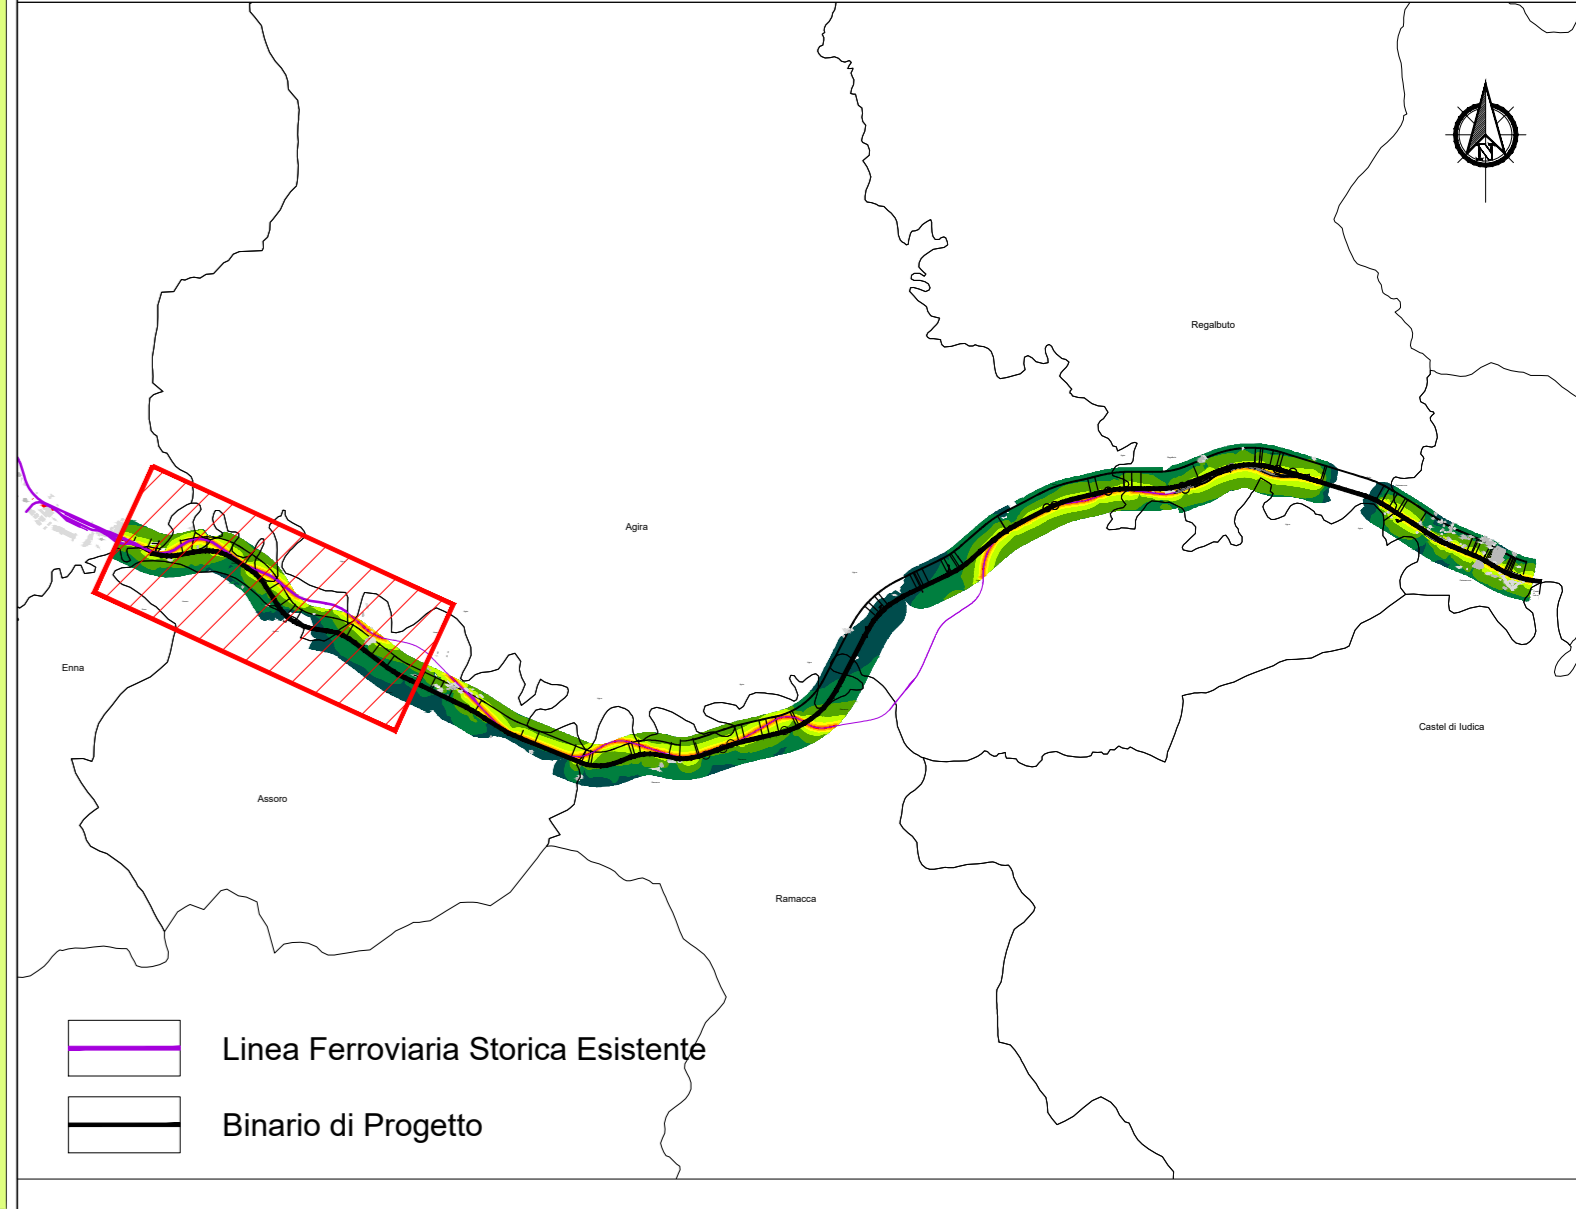 N
Regalbuto
Agira
Enna
Castel di Iudica
Assoro
Ramacca
Linea Ferroviaria Storica Esistente
Binario di Progetto